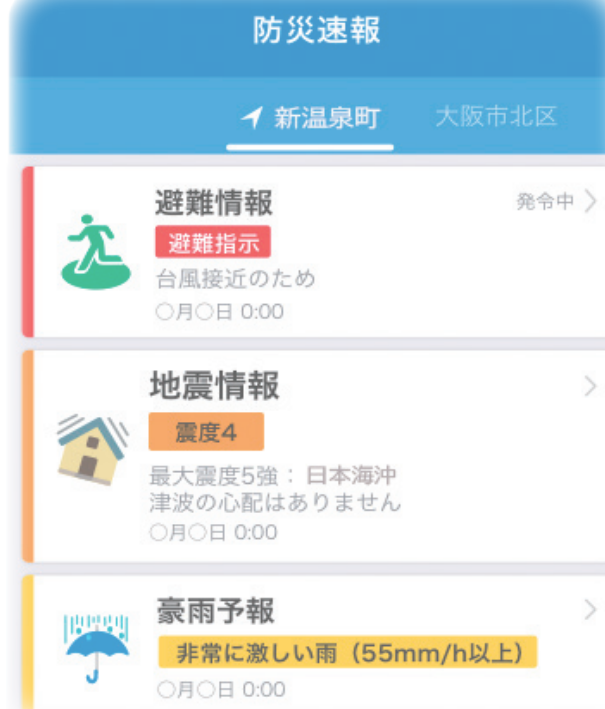 防災速報
新温泉町 大阪市北区
避難情報 発令中
避難指示
台風接近のため
○月○日 0:00
地震情報
震度4
最大震度5強： 日本海沖
津波の心配はありません
○月○日 0:00
豪雨予報
非常に激しい雨（55mm/h以上）
○月○日 0:00